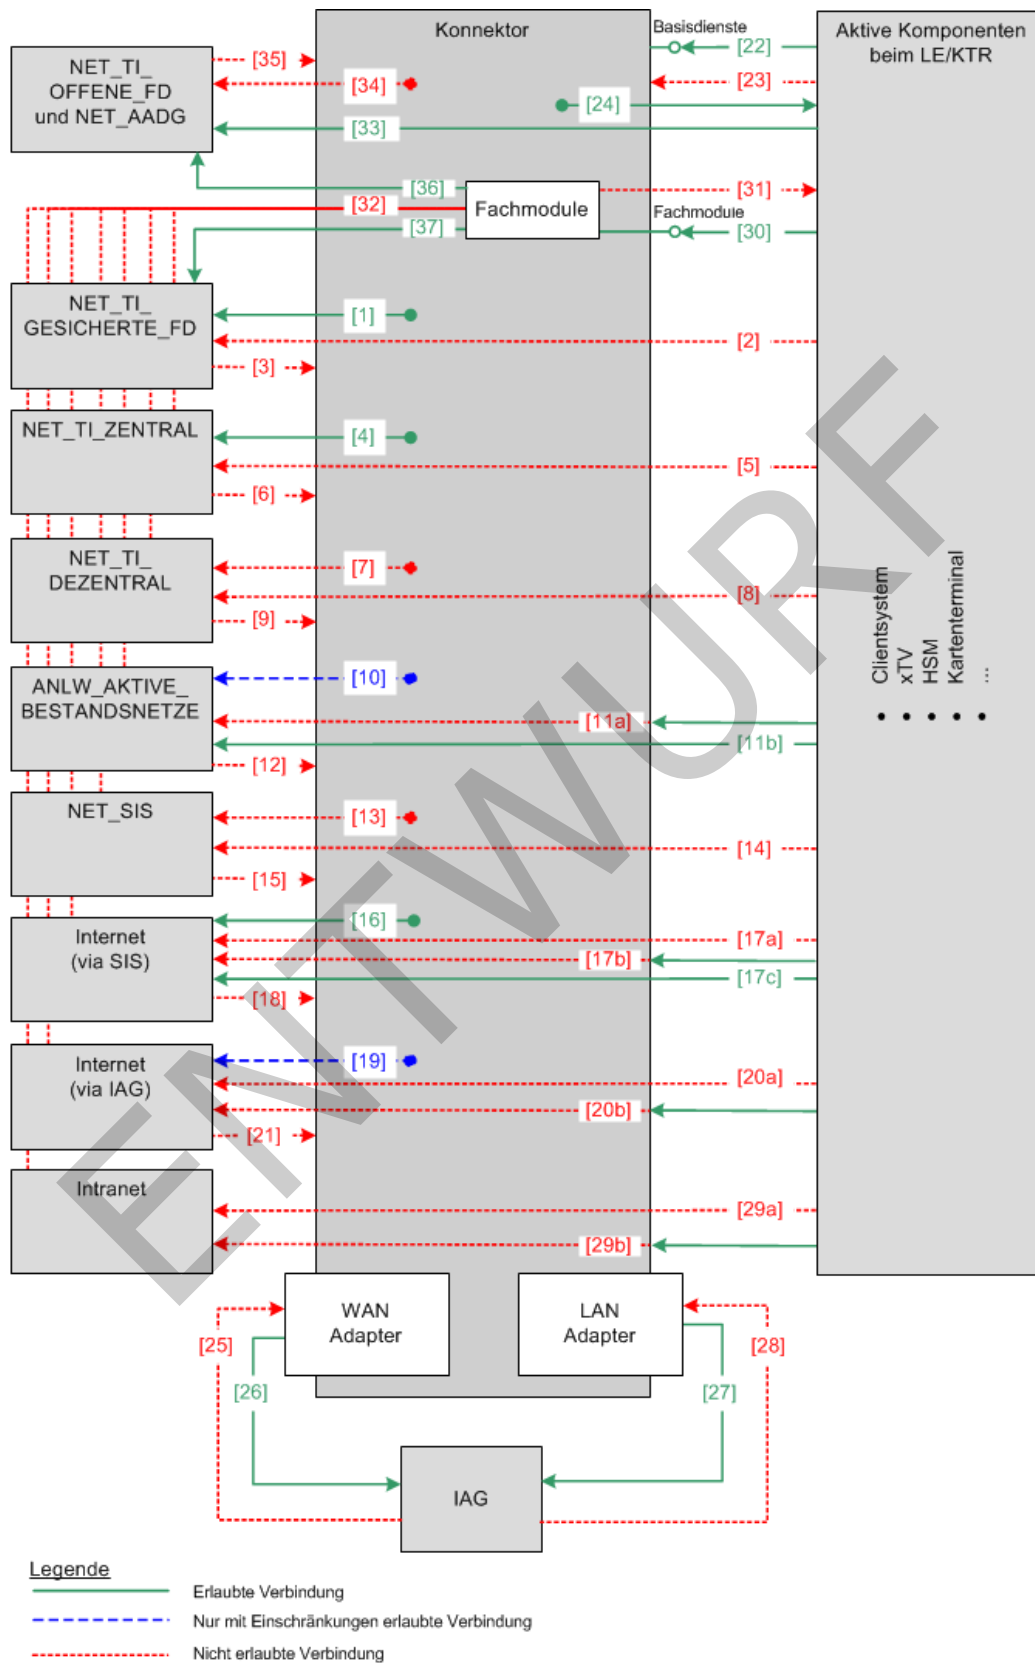 Konnektor
Aktive Komponenten
beim LE/KTR
Basisdienste
[22]
[23]
[24]
NET_TI_
OFFENE_FD
und NET_AADG
[35]
[34]
[33]
[36]
[32]
[37]
Fachmodule
[31]
Fachmodule
[30]
NET_TI_
GESICHERTE_FD
[1]
[2]
[3]
NET_TI_ZENTRAL
[4]
[5]
[6]
NET_TI_
DEZENTRAL
[7]
[8]
[9]
Clientsystem
xTV
HSM
Kartenterminal
...
ANLW_AKTIVE_
BESTANDSNETZE
[10]
[11a]
[11b]
[12]
NET_SIS
[13]
[14]
[15]
Internet
(via SIS)
[16]
[17a]
[17b]
[17c]
[18]
Internet
(via IAG)
[19]
[20a]
[20b]
[21]
Intranet
[29a]
[29b]
WAN
Adapter
LAN
Adapter
[25]
[26]
[27]
[28]
IAG
ENTWURF
Legende
Erlaubte Verbindung
Nur mit Einschränkungen erlaubte Verbindung
Nicht erlaubte Verbindung